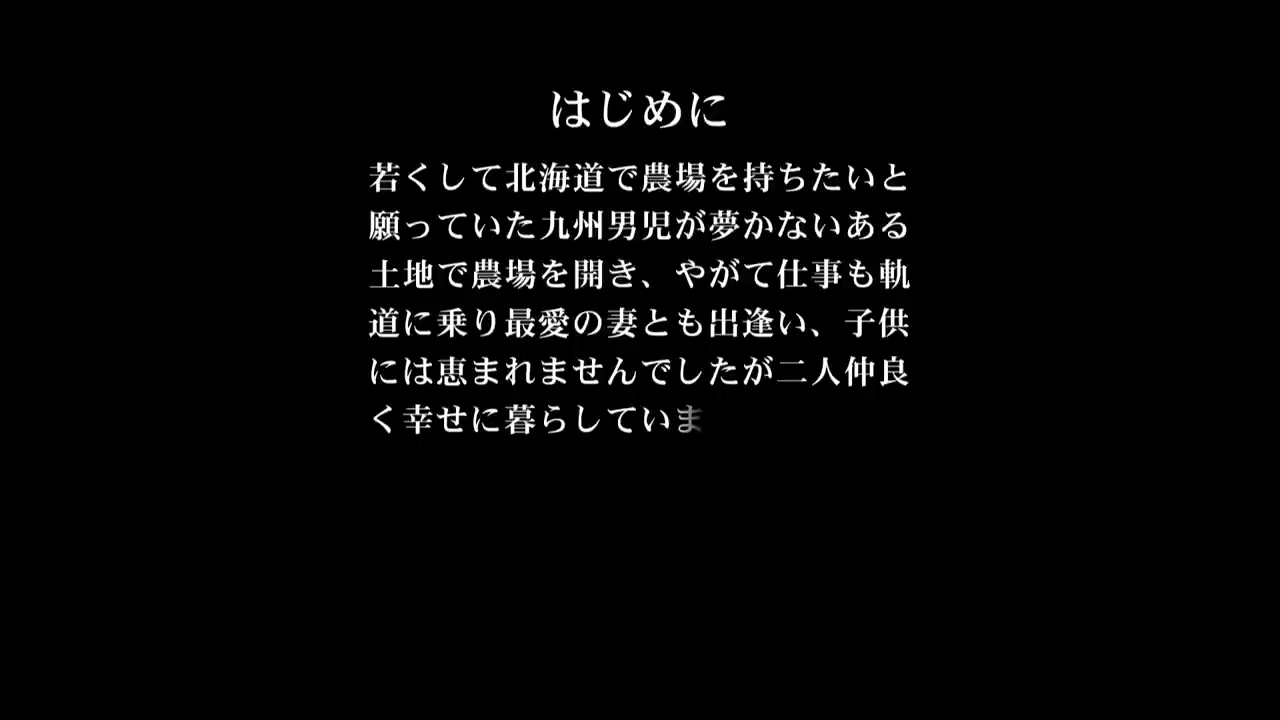 はじめに
若くして北海道で農場を持ちたいと
願っていた九州男児が夢かないある
土地で農場を開き、やがて仕事も軌
道に乗り最愛の妻とも出逢い、子供
には恵まれませんでしたが二人仲良
く幸せに暮らしていま